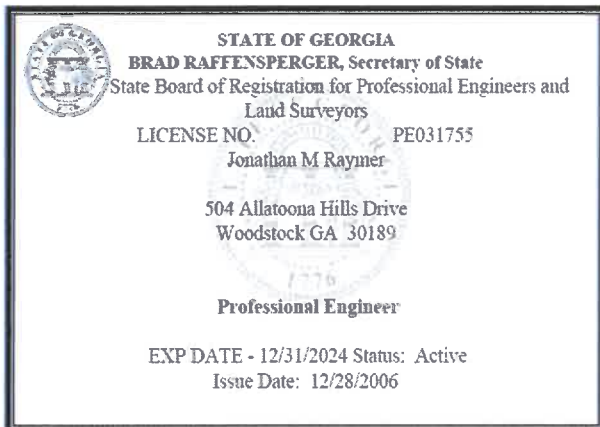 STATE OF GEORGIA
BRAD RAFFENSPERGER, Secretary of State
State Board of Registration for Professional Engineers and
Land Surveyors
LICENSE NO. PE031755
Jonathan M Raymer
504 Allatoona Hills Drive
Woodstock GA 30189
1776
Professional Engineer
EXP DATE - 12/31/2024 Status: Active
Issue Date: 12/28/2006